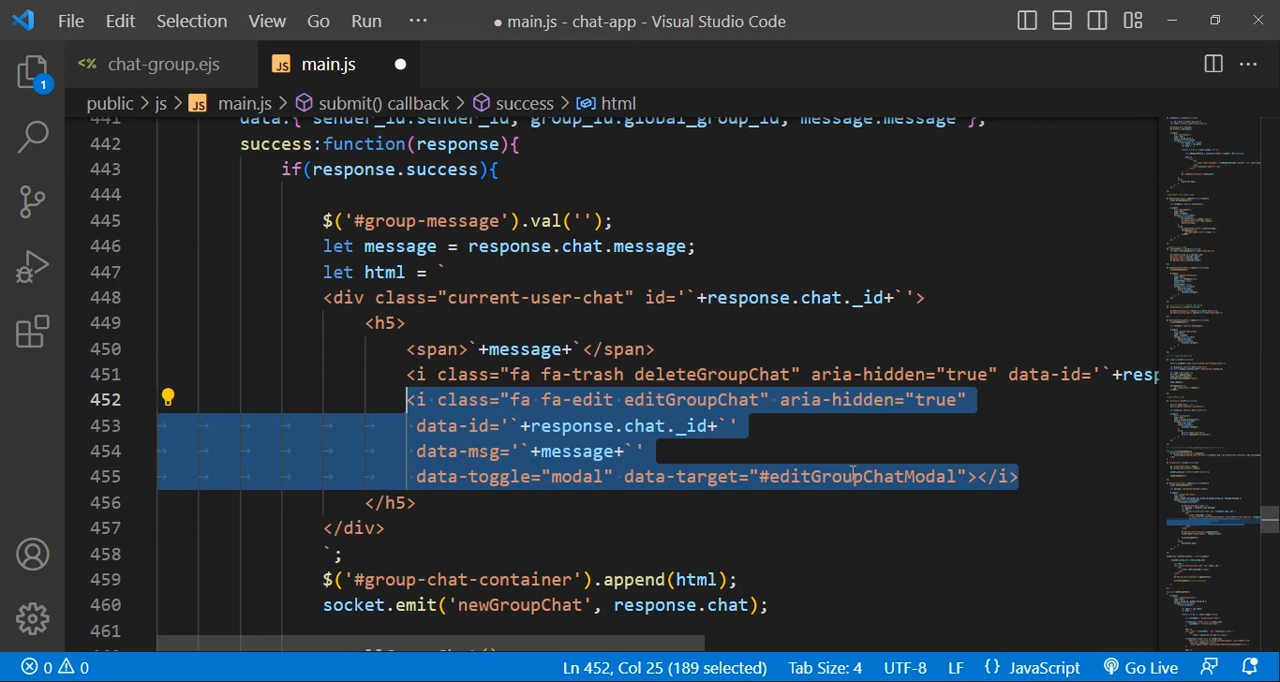 File Edit Selection View Go Run ··· ● main.js - chat-app - Visual Studio Code
<% chat-group.ejs JS main.js ●
public > js > JS main.js > submit() callback > success > html
441 data:{ sender_id:sender_id, group_id:global_group_id, message:message },
442 success:function(response){
443 if(response.success){
444
445 $('#group-message').val('');
446 let message = response.chat.message;
447 let html = `
448 <div class="current-user-chat" id='`+response.chat._id+`'>
449 <h5>
450 <span>`+message+`</span>
451 <i class="fa fa-trash deleteGroupChat" aria-hidden="true" data-id='`+resp
452 <i class="fa fa-edit editGroupChat" aria-hidden="true"
453 data-id='`+response.chat._id+`'
454 data-msg='`+message+`'
455 data-toggle="modal" data-target="#editGroupChatModal"></i>
456 </h5>
457 </div>
458 `;
459 $('#group-chat-container').append(html);
460 socket.emit('newGroupChat', response.chat);
461
1
0 0 Ln 452, Col 25 (189 selected) Tab Size: 4 UTF-8 LF {} JavaScript Go Live